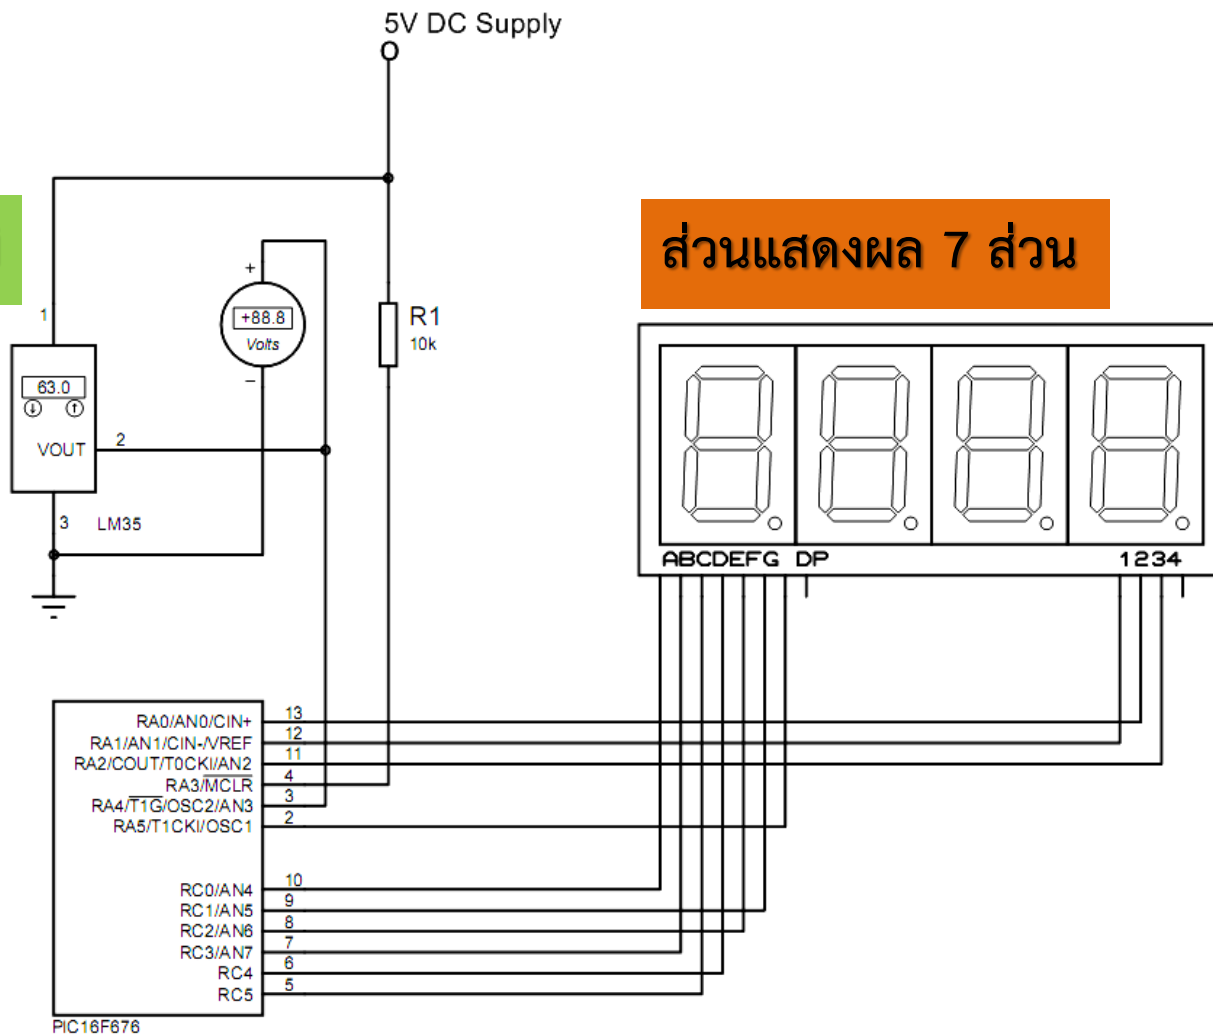 5V DC Supply
ส่วนแสดงผล 7 ส่วน
1
+
+88.8
Volts
−
R1
10k
63.0
VOUT
2
3
LM35
ABCDEFG DP
1234
RA0/AN0/CIN+
13
RA1/AN1/CIN-/VREF
12
RA2/COUT/T0CKI/AN2
11
RA3/MCLR
4
RA4/T1G/OSC2/AN3
3
RA5/T1CKI/OSC1
2
RC0/AN4
10
RC1/AN5
9
RC2/AN6
8
RC3/AN7
7
RC4
6
RC5
5
PIC16F676